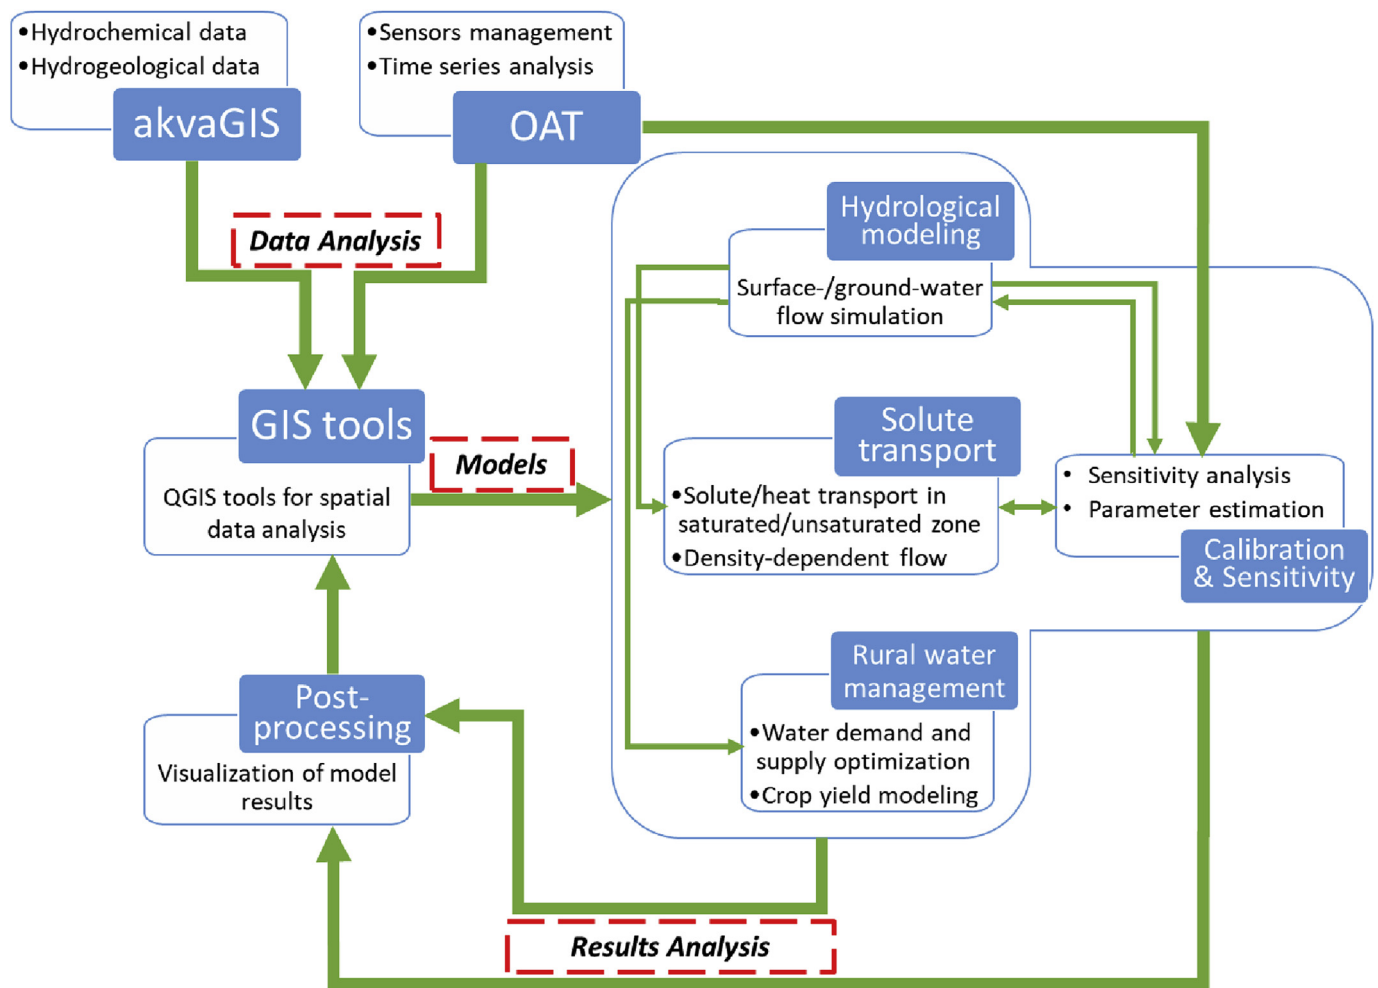 •Hydrochemical data
•Hydrogeological data
akvaGIS
•Sensors management
•Time series analysis
OAT
Data Analysis
Hydrological
modeling
Surface-/ground-water
flow simulation
GIS tools
QGIS tools for spatial
data analysis
Models
Solute
transport
•Solute/heat transport in
saturated/unsaturated zone
•Density-dependent flow
• Sensitivity analysis
• Parameter estimation
Calibration
& Sensitivity
Rural water
management
•Water demand and
supply optimization
•Crop yield modeling
Post-
processing
Visualization of model
results
Results Analysis